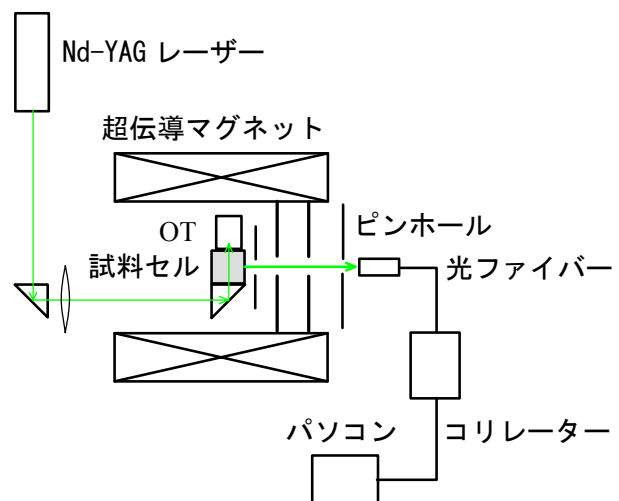 Nd-YAG レーザー
超伝導マグネット
OT
ピンホール
試料セル
光ファイバー
パソコン
コリレーター